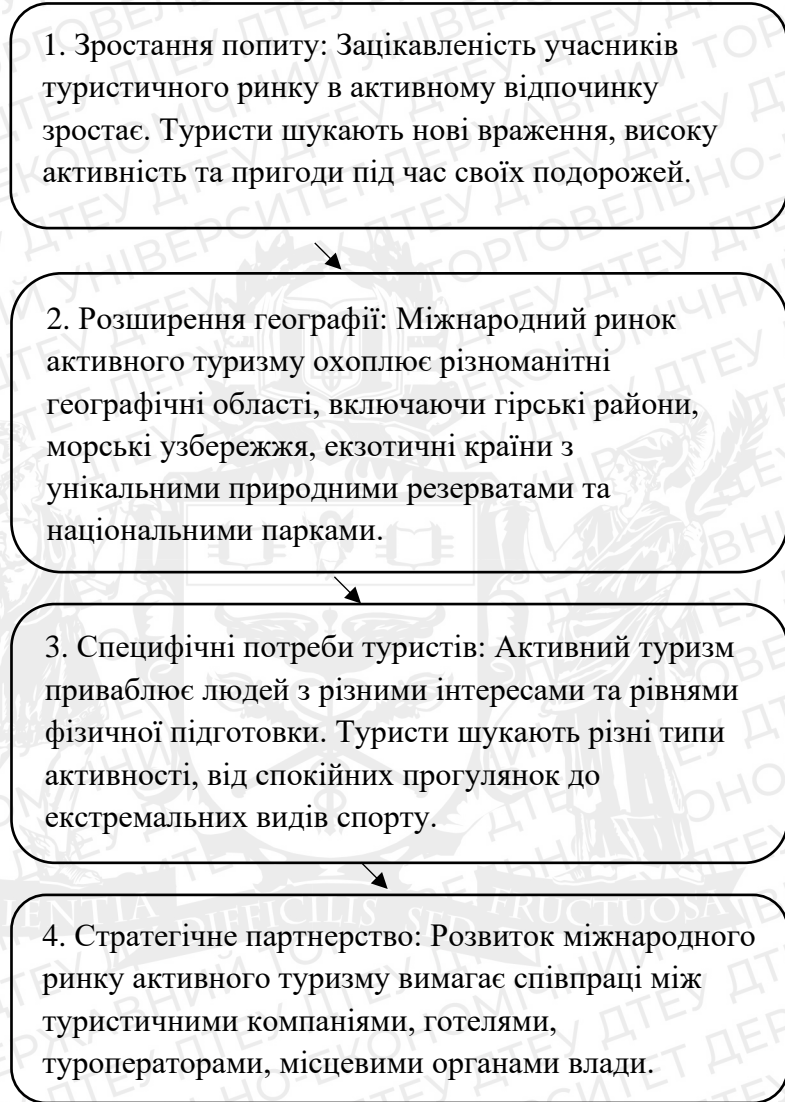 1. Зростання попиту: Зацікавленість учасників
туристичного ринку в активному відпочинку
зростає. Туристи шукають нові враження, високу
активність та пригоди під час своїх подорожей.
2. Розширення географії: Міжнародний ринок
активного туризму охоплює різноманітні
географічні області, включаючи гірські райони,
морські узбережжя, екзотичні країни з
унікальними природними резерватами та
національними парками.
3. Специфічні потреби туристів: Активний туризм
приваблює людей з різними інтересами та рівнями
фізичної підготовки. Туристи шукають різні типи
активності, від спокійних прогулянок до
екстремальних видів спорту.
DIFFICILIS SED FRUCTUOSA
4. Стратегічне партнерство: Розвиток міжнародного
ринку активного туризму вимагає співпраці між
туристичними компаніями, готелями,
туроператорами, місцевими органами влади.